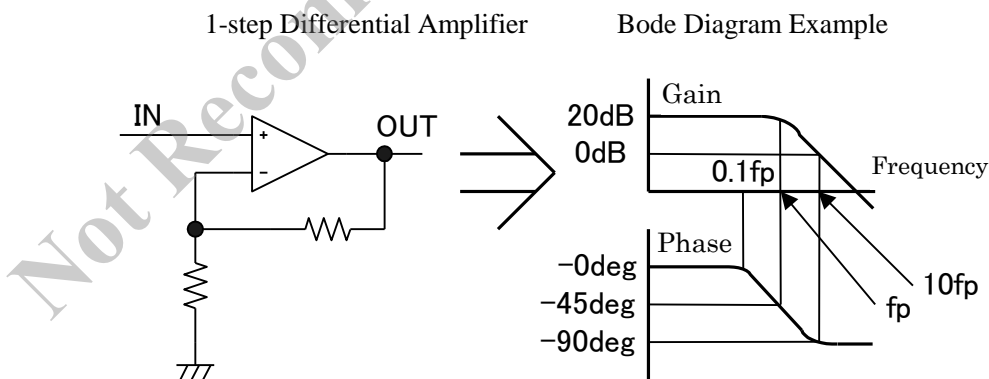 1-step Differential Amplifier
Bode Diagram Example
Not Recom
IN
OUT
+
−
Gain
20dB
0dB
0.1fp
Frequency
Phase
−0deg
−45deg
−90deg
10fp
fp